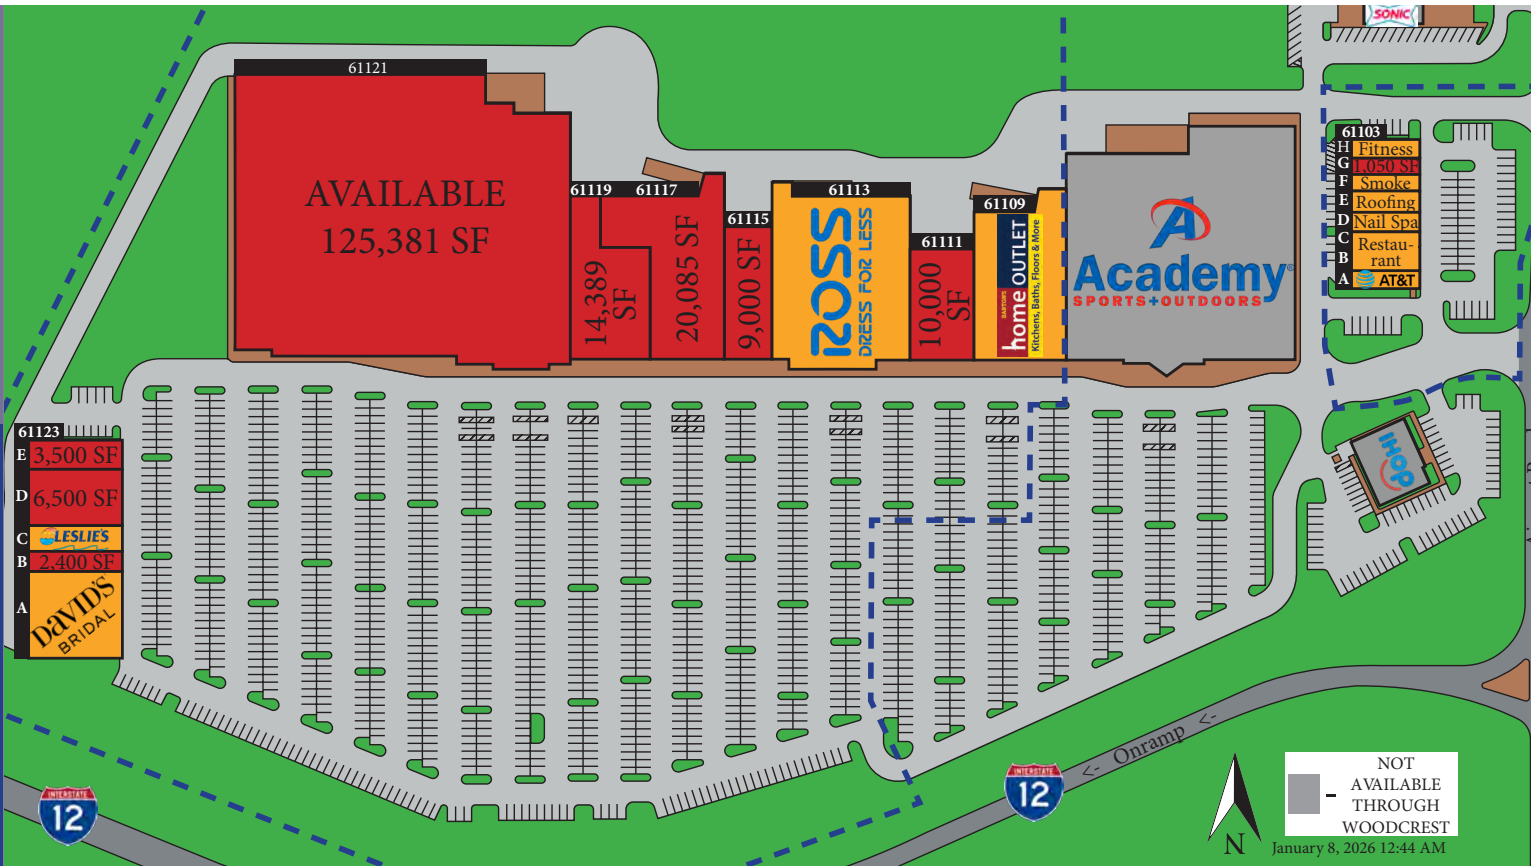 SONIC
61121
AVAILABLE
125,381 SF
61119
61117
14,389
SF
20,085 SF
61115
9,000 SF
61113
ROSS
DRESS FOR LESS
61111
10,000
SF
61109
BARTON'S
home OUTLET
Kitchens, Baths, Floors & More
A
Academy
SPORTS+OUTDOORS
61103
H Fitness
G 1,050 SF
F Smoke
E Roofing
D Nail Spa
C Restau-
B rant
A AT&T
IHOP
61123
E 3,500 SF
D 6,500 SF
C LESLIE'S
B 2,400 SF
A DAVID'S
BRIDAL
INTERSTATE
12
INTERSTATE
12
<- Onramp <-
N
NOT
AVAILABLE
THROUGH
WOODCREST
January 8, 2026 12:44 AM